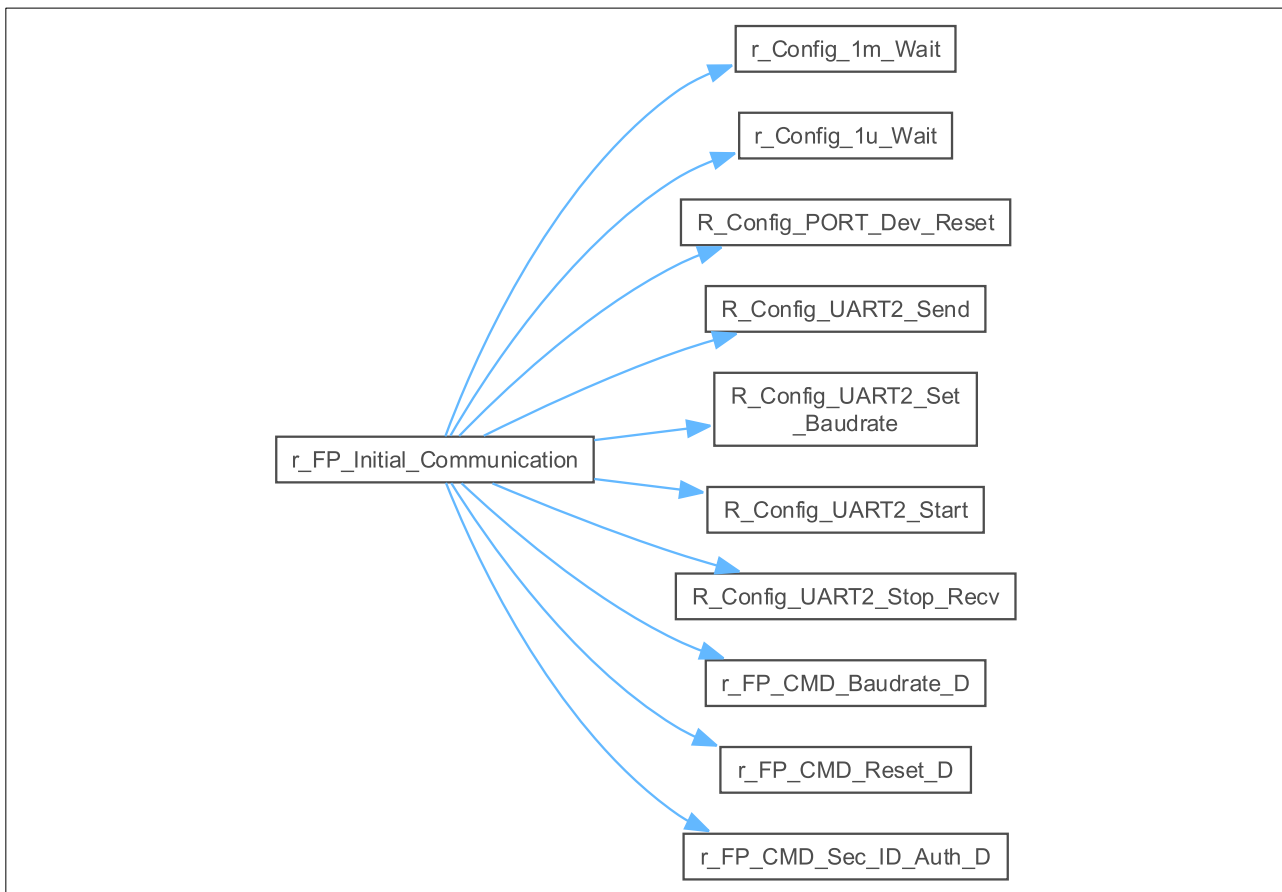 r_Config_1m_Wait
r_Config_1u_Wait
R_Config_PORT_Dev_Reset
R_Config_UART2_Send
R_Config_UART2_Set
_Baudrate
r_FP_Initial_Communication
R_Config_UART2_Start
R_Config_UART2_Stop_Recv
r_FP_CMD_Baudrate_D
r_FP_CMD_Reset_D
r_FP_CMD_Sec_ID_Auth_D